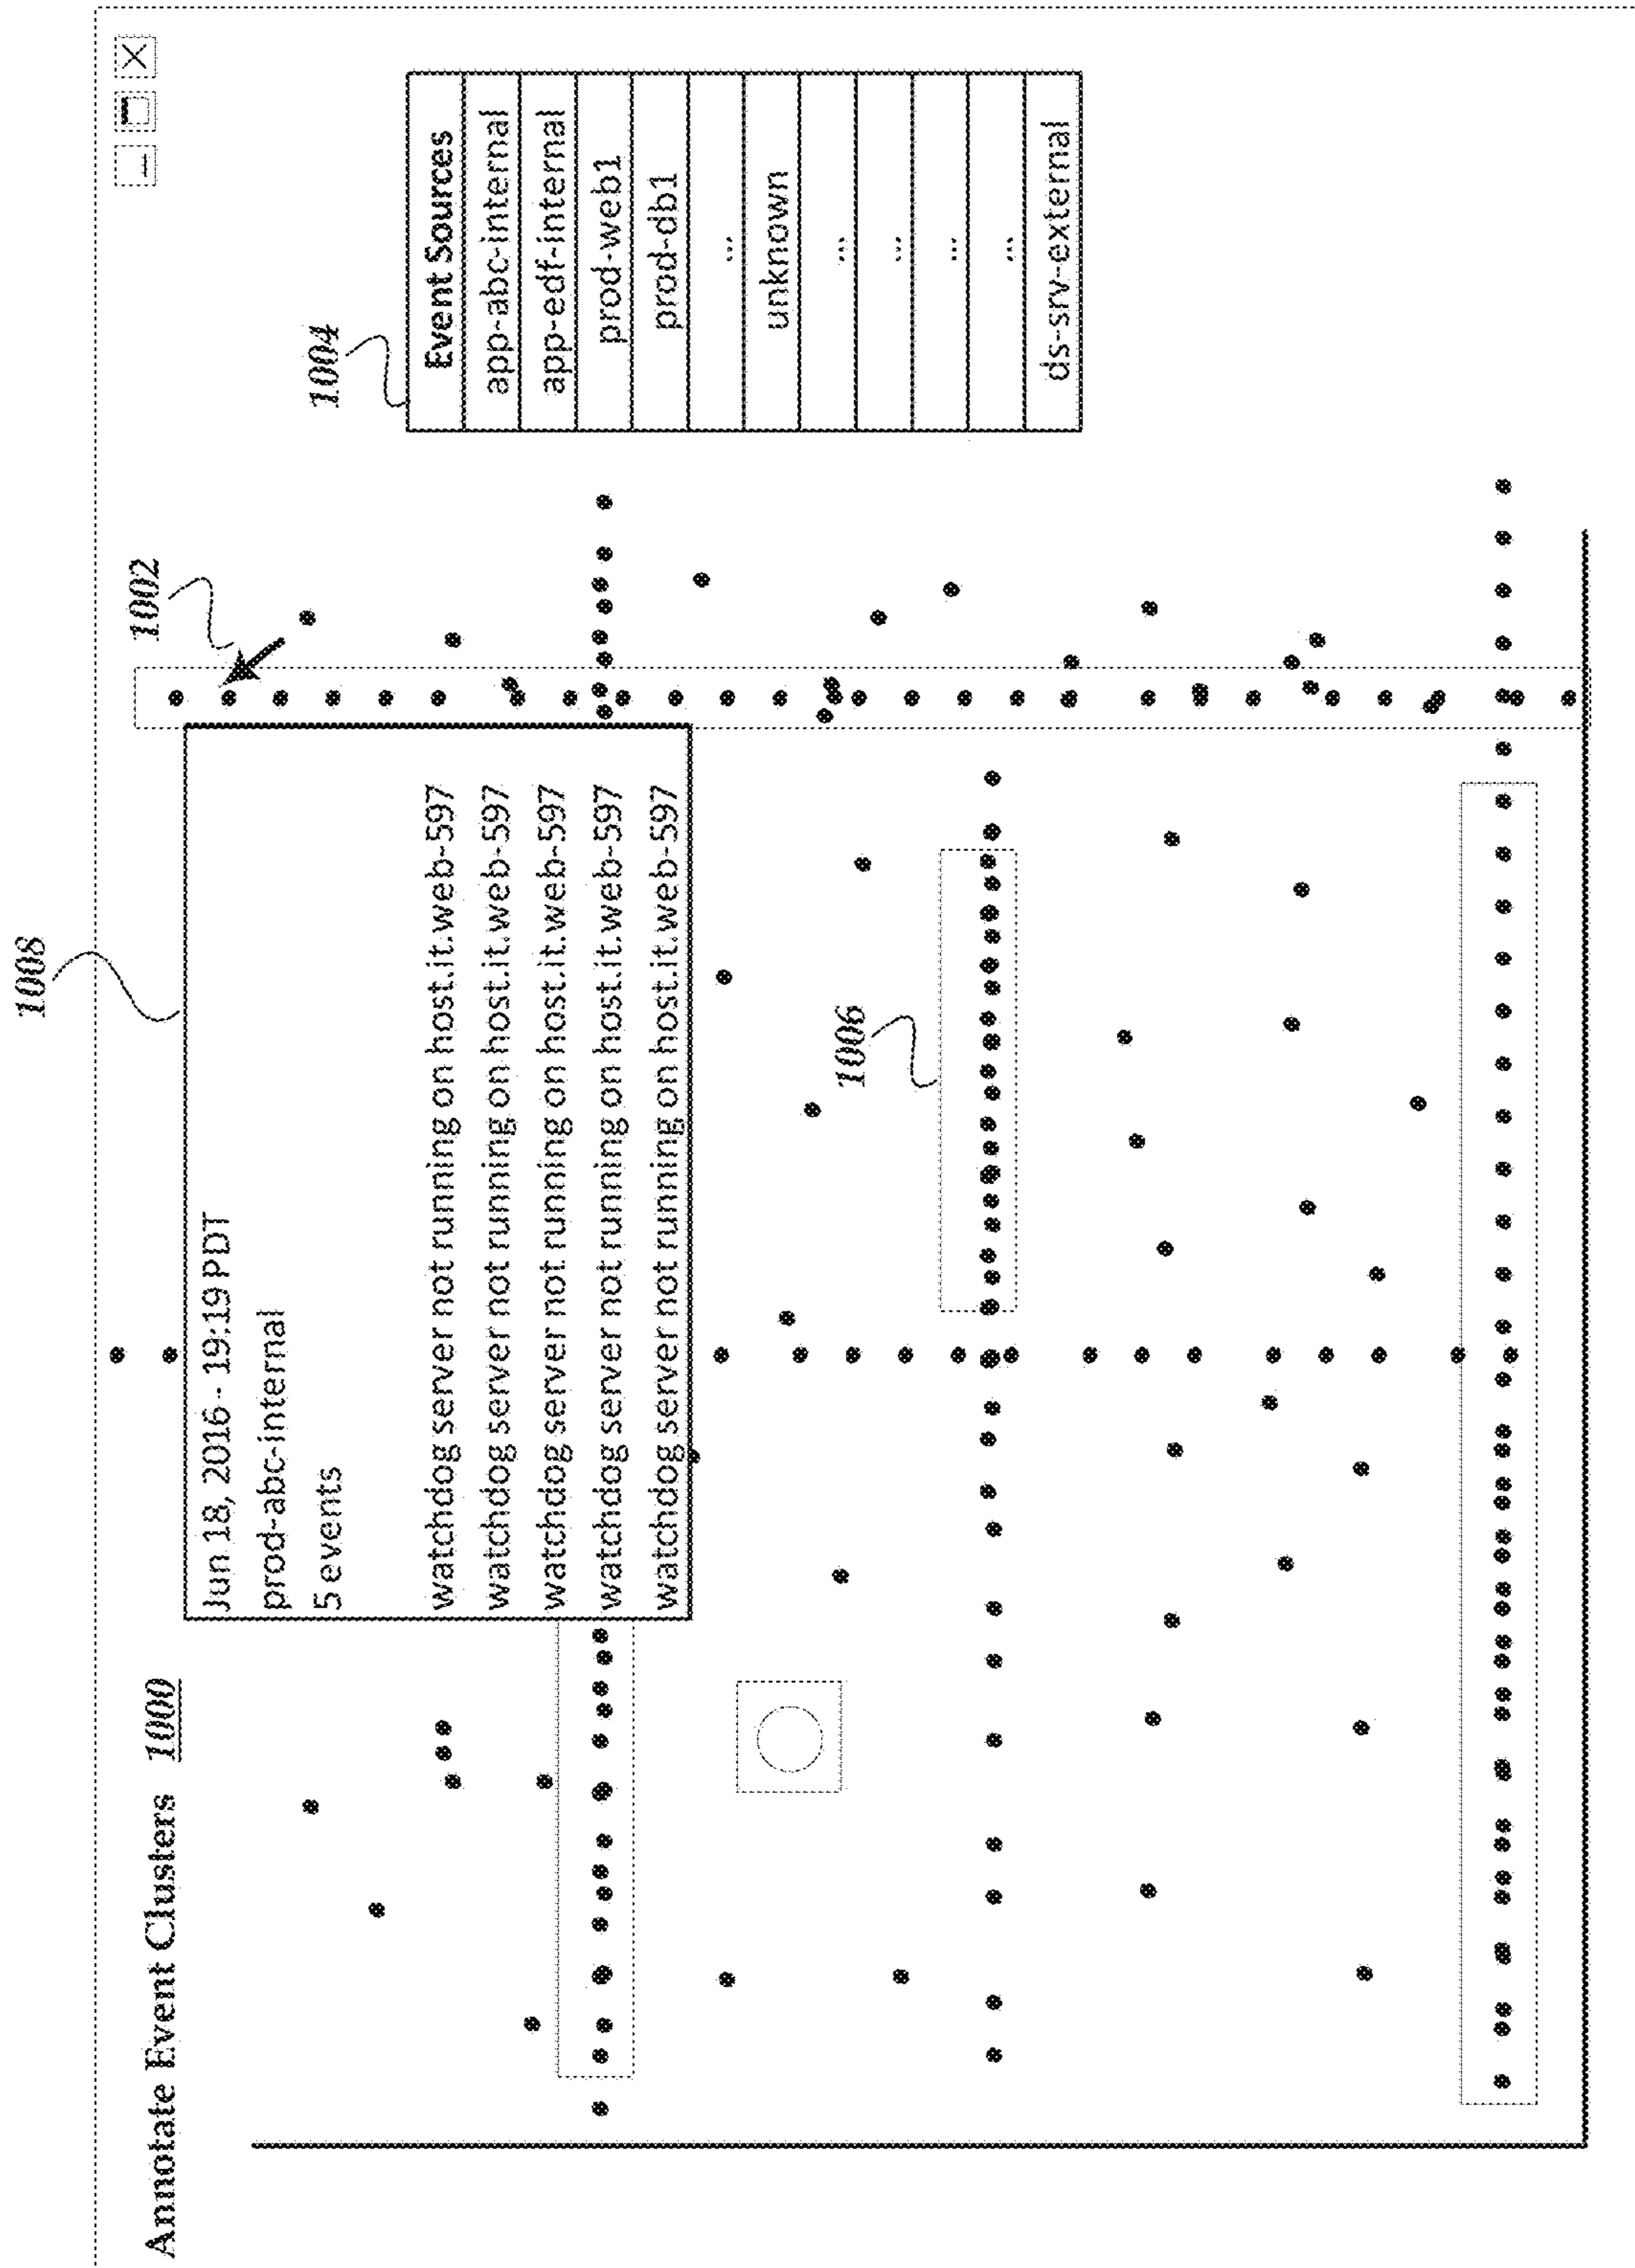 Annotate Event Clusters 1000
1008
1002
Jun 18, 2016 - 19:19 PDT
prod-abc-internal
5 events
watchdog server not running on host.it.web-597
watchdog server not running on host.it.web-597
watchdog server not running on host.it.web-597
watchdog server not running on host.it.web-597
watchdog server not running on host.it.web-597
1004
Event Sources
app-abc-internal
app-edf-internal
prod-web1
prod-db1
...
unknown
...
...
...
...
ds-srv-external
1006